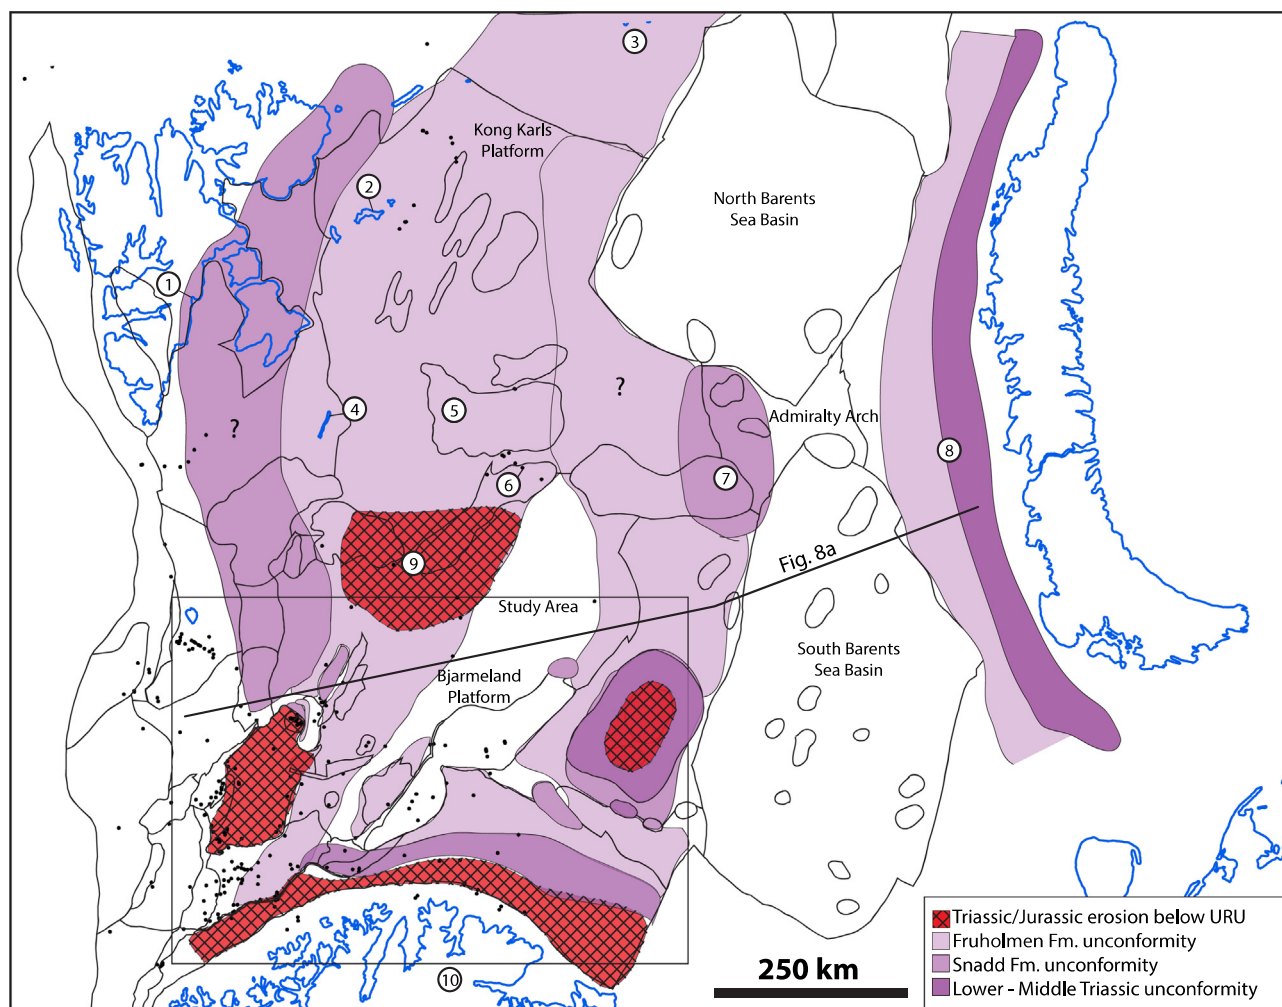 3
Kong Karls
Platform
2
North Barents
Sea Basin
1
?
?
4
5
Admiralty Arch
8
6
7
9
Fig. 8a
Study Area
South Barents
Sea Basin
Bjarmeland
Platform
10
250 km
Triassic/Jurassic erosion below URU
Fruholmen Fm. unconformity
Snadd Fm. unconformity
Lower - Middle Triassic unconformity